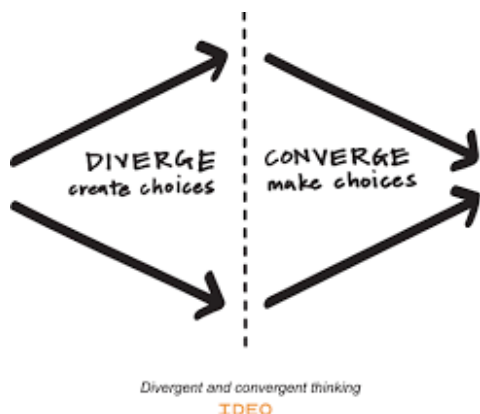 DIVERGE
create choices
CONVERGE
make choices
Divergent and convergent thinking
IDEO